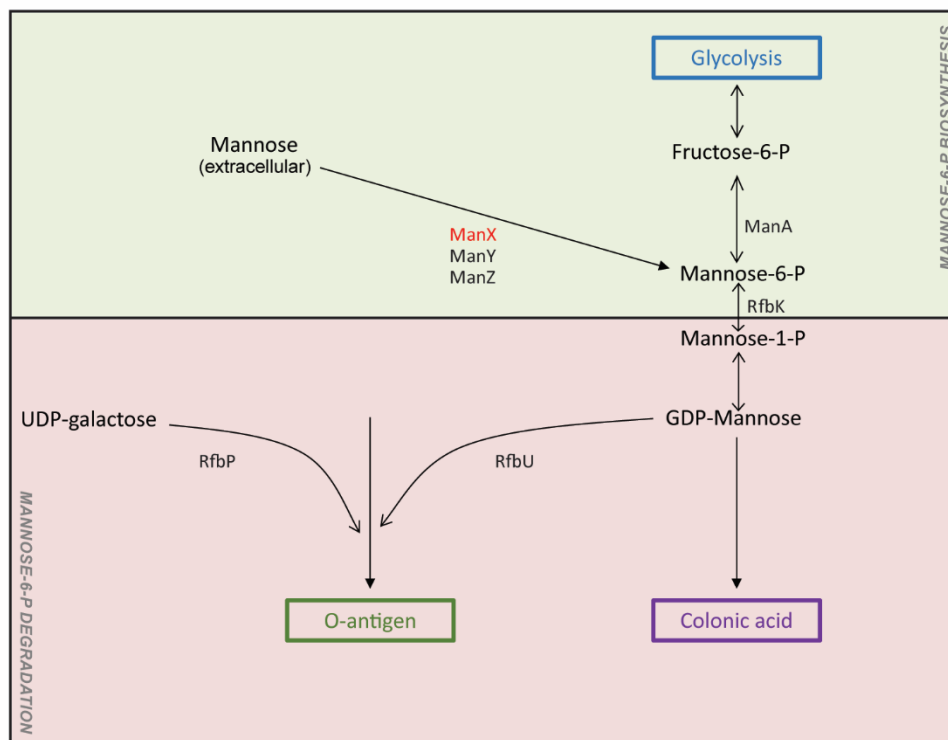 MANNOSE-6-P BIOSYNTHESIS
Glycolysis
Mannose
(extracellular)
Fructose-6-P
ManX
ManY
ManZ
ManA
Mannose-6-P
RfbK
Mannose-1-P
UDP-galactose
GDP-Mannose
RfbP
RfbU
O-antigen
Colonic acid
MANNOSE-6-P DEGRADATION